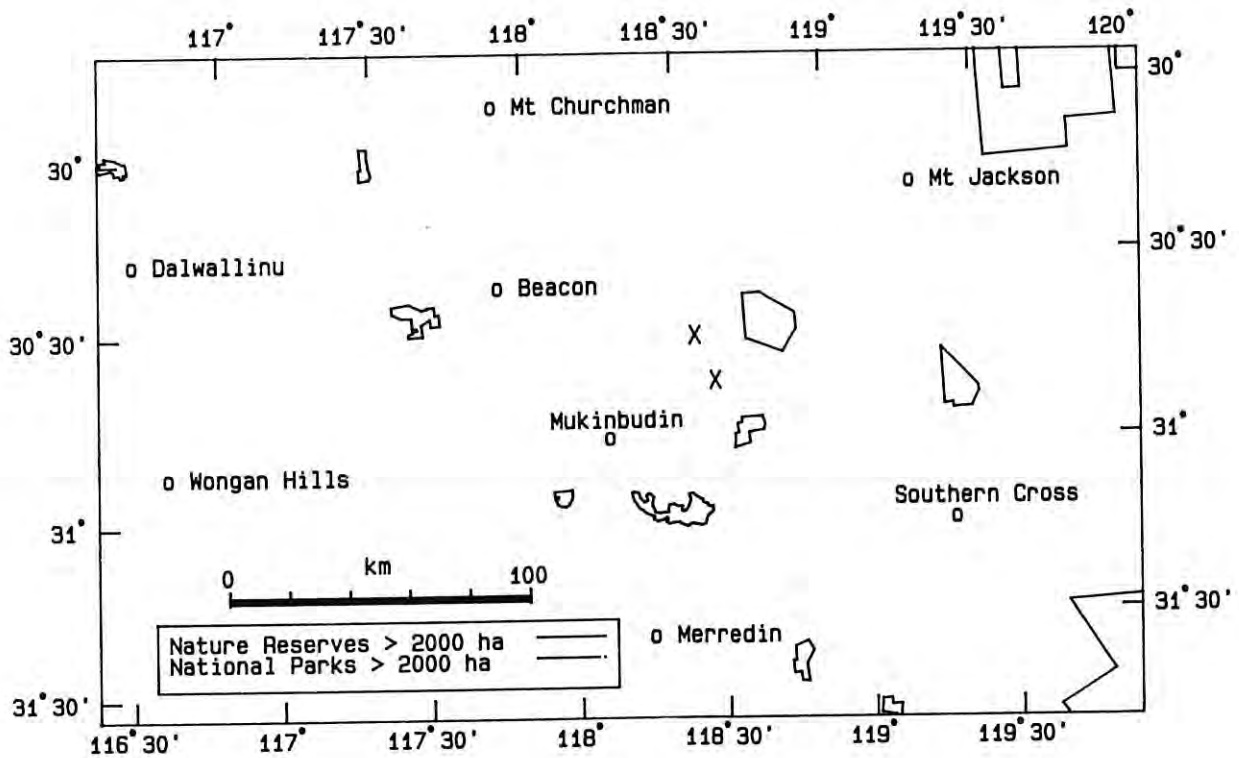 117° 117°30' 118° 118°30' 119° 119°30' 120°
30°
o Mt Churchman
30°
o Mt Jackson
30°30'
o Dalwallinu
o Beacon
30°30'
X
X
Mukinbudin
o
31°
o Wongan Hills
Southern Cross
o
31°
km
0 100
31°30'
Nature Reserves > 2000 ha
National Parks > 2000 ha
o Merredin
31°30'
116°30' 117° 117°30' 118° 118°30' 119° 119°30'